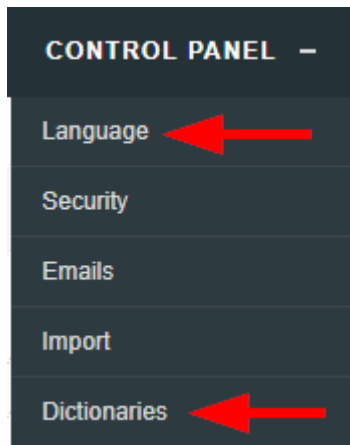 CONTROL PANEL –
Language
Security
Emails
Import
Dictionaries